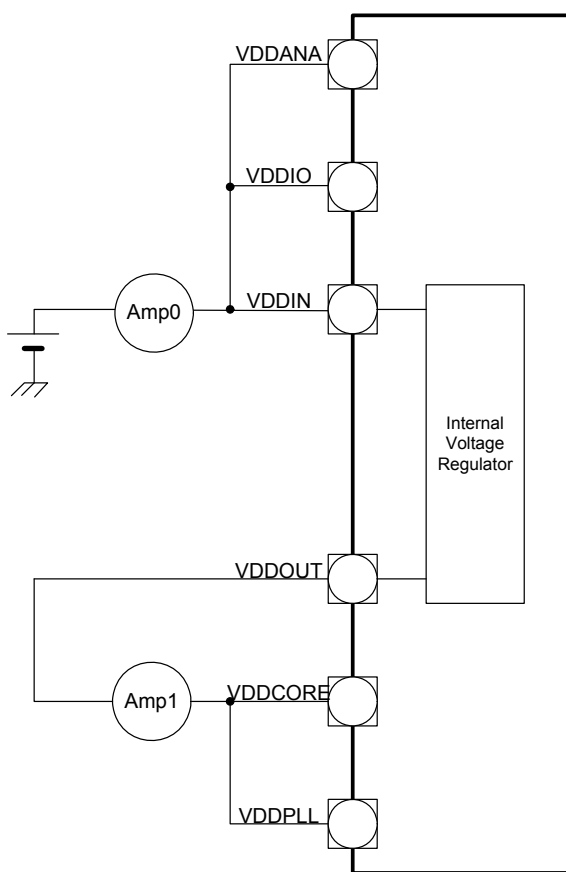 VDDANA
VDDIO
Amp0
VDDIN
Internal
Voltage
Regulator
VDDOUT
Amp1
VDDCORE
VDDPLL